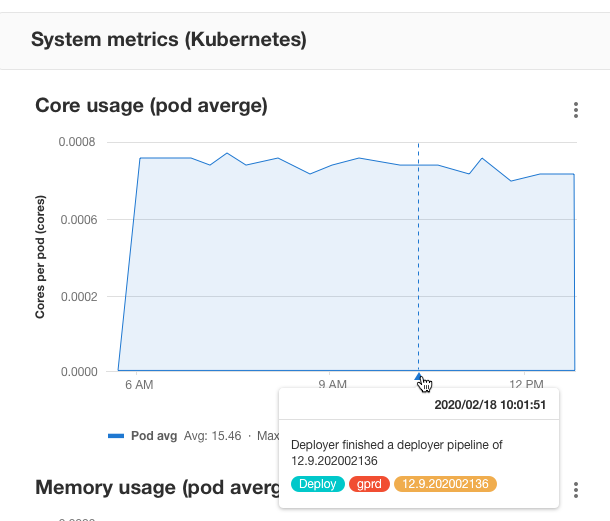 System metrics (Kubernetes)
Core usage (pod averge)
Cores per pod (cores)
0.0008
0.0006
0.0002
0.0000
6 AM
9 AM
12 PM
2020/02/18 10:01:51
Deployer finished a deployer pipeline of
12.9.202002136
Deploy gprd 12.9.202002136
Pod avg Avg: 15.46 · Max
Memory usage (pod averg